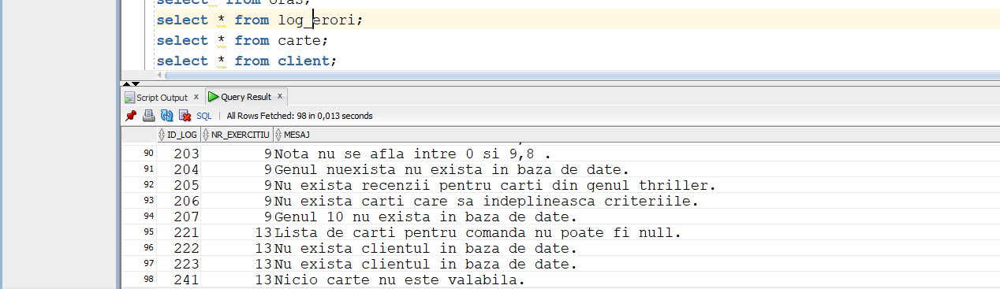 select * from oras;
select * from log_erori;
select * from carte;
select * from client;
Script Output × Query Result ×
SQL | All Rows Fetched: 98 in 0,013 seconds
ID_LOG NR_EXERCITIU MESAJ
90 203 9 Nota nu se afla intre 0 si 9,8 .
91 204 9 Genul nuexista nu exista in baza de date.
92 205 9 Nu exista recenzii pentru carti din genul thriller.
93 206 9 Nu exista carti care sa indeplineasca criteriile.
94 207 9 Genul 10 nu exista in baza de date.
95 221 13 Lista de carti pentru comanda nu poate fi null.
96 222 13 Nu exista clientul in baza de date.
97 223 13 Nu exista clientul in baza de date.
98 241 13 Nicio carte nu este valabila.